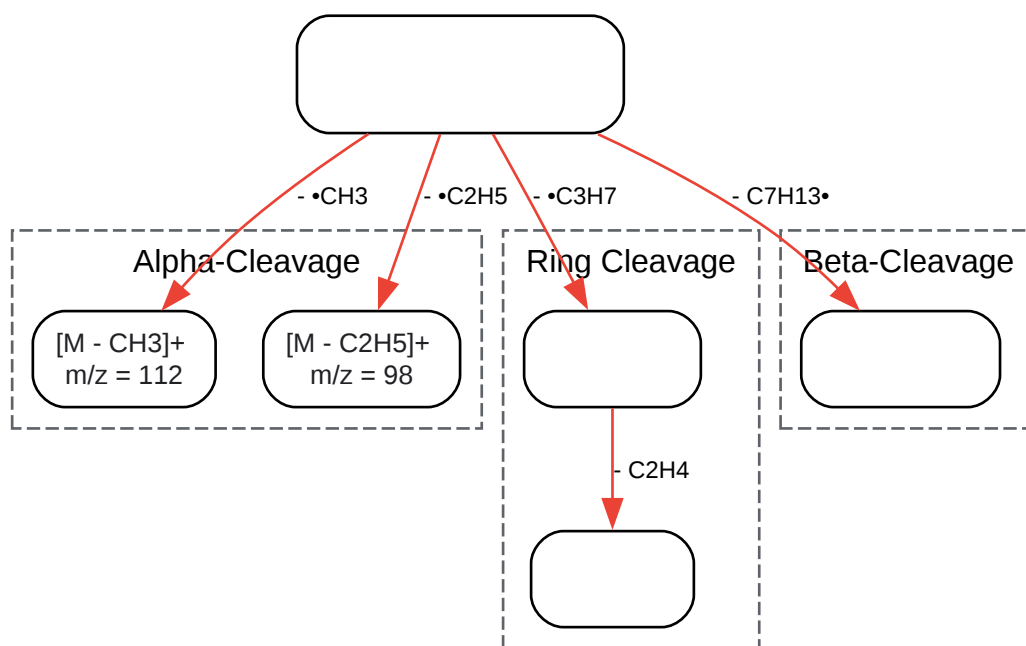 - •CH3
- •C2H5
- •C3H7
- C7H13•
Alpha-Cleavage
Ring Cleavage
Beta-Cleavage
[M - CH3]+
m/z = 112
[M - C2H5]+
m/z = 98
- C2H4